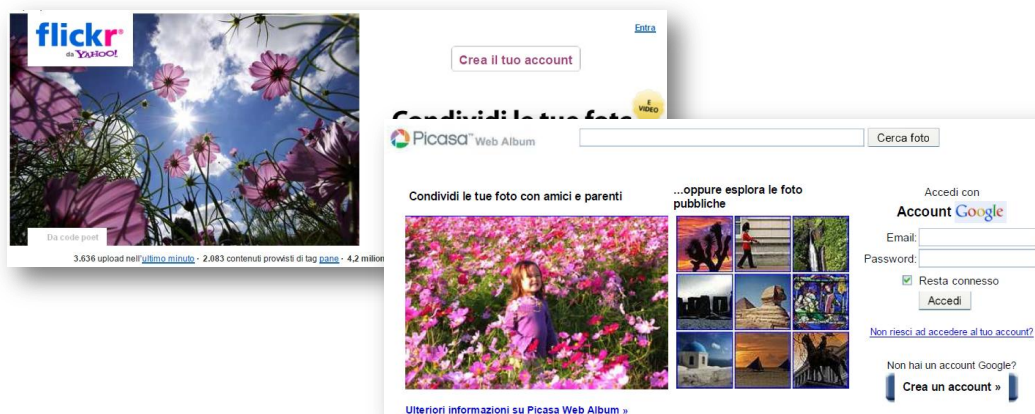 flickr®
da YAHOO!
Entra
Crea il tuo account
Condividi le tue foto
E
VIDEO
Da code poet
3.636 upload nell'ultimo minuto · 2.083 contenuti provvisti di tag pane · 4,2
Picasa™ Web Album
Cerca foto
Condividi le tue foto con amici e parenti
...oppure esplora le foto
pubbliche
Accedi con
Account Google
Email:
Password:
Resta connesso
Accedi
Non riesci ad accedere al tuo account?
Non hai un account Google?
Crea un account »
Ulteriori informazioni su Picasa Web Album »